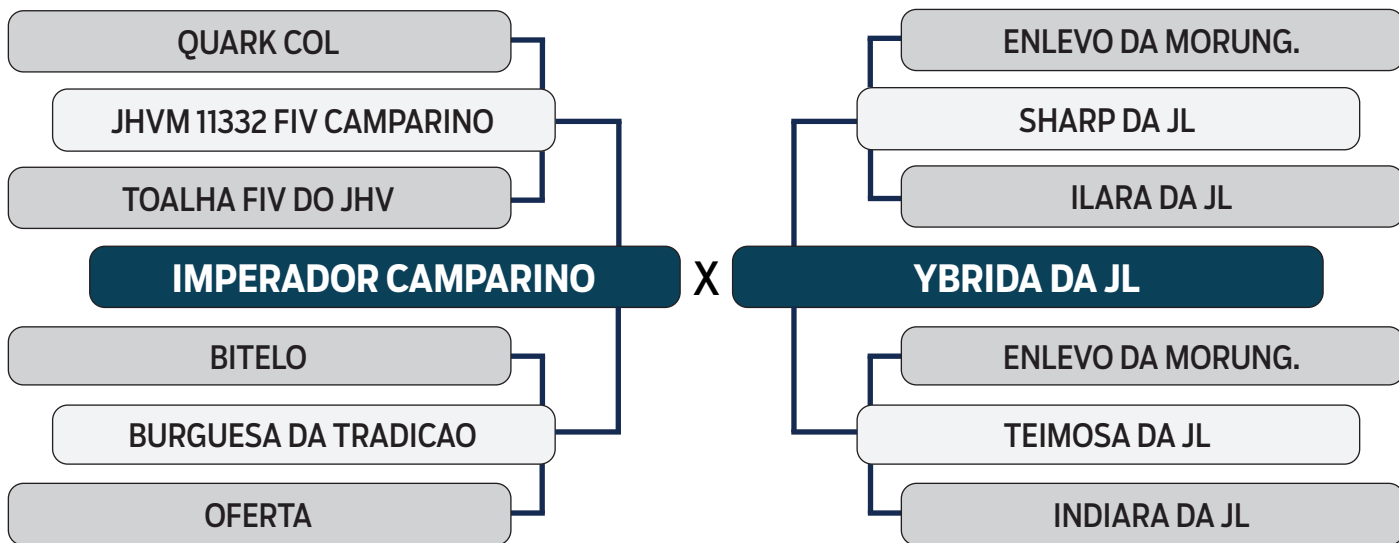 QUARK COL
ENLEVO DA MORUNG.
JHVM 11332 FIV CAMPARINO
SHARP DA JL
TOALHA FIV DO JHV
ILARA DA JL
IMPERADOR CAMPARINO X YBRIDA DA JL
BITELO
ENLEVO DA MORUNG.
BURGUESA DA TRADICAO
TEIMOSA DA JL
OFERTA
INDIARA DA JL